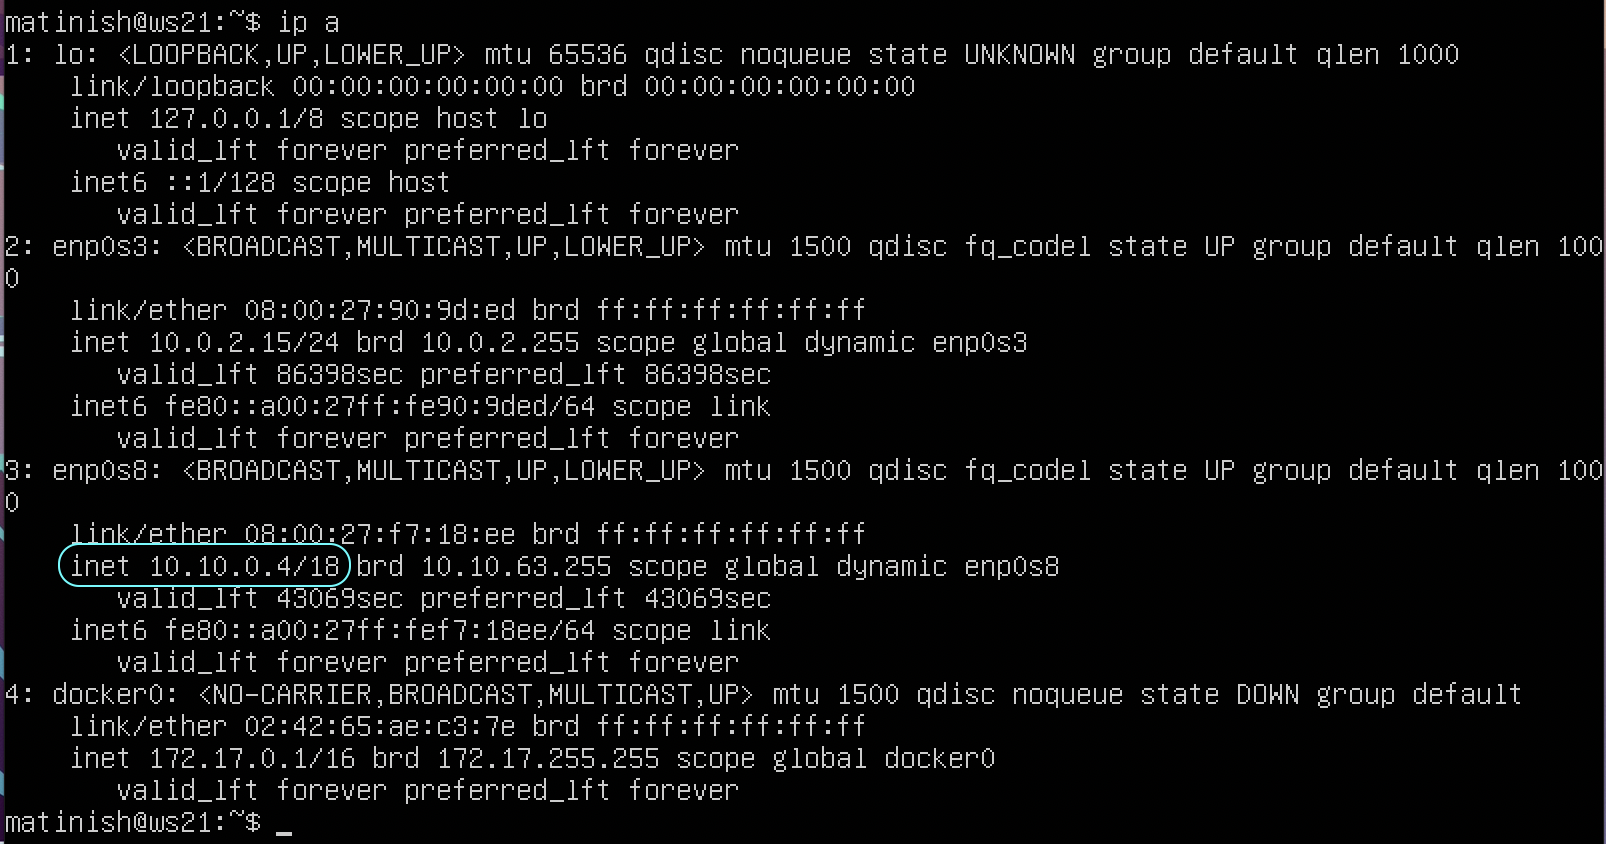 matinish@ws21:~$ ip a
1: lo: <LOOPBACK,UP,LOWER_UP> mtu 65536 qdisc noqueue state UNKNOWN group default qlen 1000
    link/loopback 00:00:00:00:00:00 brd 00:00:00:00:00:00
    inet 127.0.0.1/8 scope host lo
       valid_lft forever preferred_lft forever
    inet6 ::1/128 scope host
       valid_lft forever preferred_lft forever
2: enp0s3: <BROADCAST,MULTICAST,UP,LOWER_UP> mtu 1500 qdisc fq_codel state UP group default qlen 100
0
    link/ether 08:00:27:90:9d:ed brd ff:ff:ff:ff:ff:ff
    inet 10.0.2.15/24 brd 10.0.2.255 scope global dynamic enp0s3
       valid_lft 86398sec preferred_lft 86398sec
    inet6 fe80::a00:27ff:fe90:9ded/64 scope link
       valid_lft forever preferred_lft forever
3: enp0s8: <BROADCAST,MULTICAST,UP,LOWER_UP> mtu 1500 qdisc fq_codel state UP group default qlen 100
0
    link/ether 08:00:27:f7:18:ee brd ff:ff:ff:ff:ff:ff
    inet 10.10.0.4/18 brd 10.10.63.255 scope global dynamic enp0s8
       valid_lft 43069sec preferred_lft 43069sec
    inet6 fe80::a00:27ff:fef7:18ee/64 scope link
       valid_lft forever preferred_lft forever
4: docker0: <NO-CARRIER,BROADCAST,MULTICAST,UP> mtu 1500 qdisc noqueue state DOWN group default
    link/ether 02:42:65:ae:c3:7e brd ff:ff:ff:ff:ff:ff
    inet 172.17.0.1/16 brd 172.17.255.255 scope global docker0
       valid_lft forever preferred_lft forever
matinish@ws21:~$ _